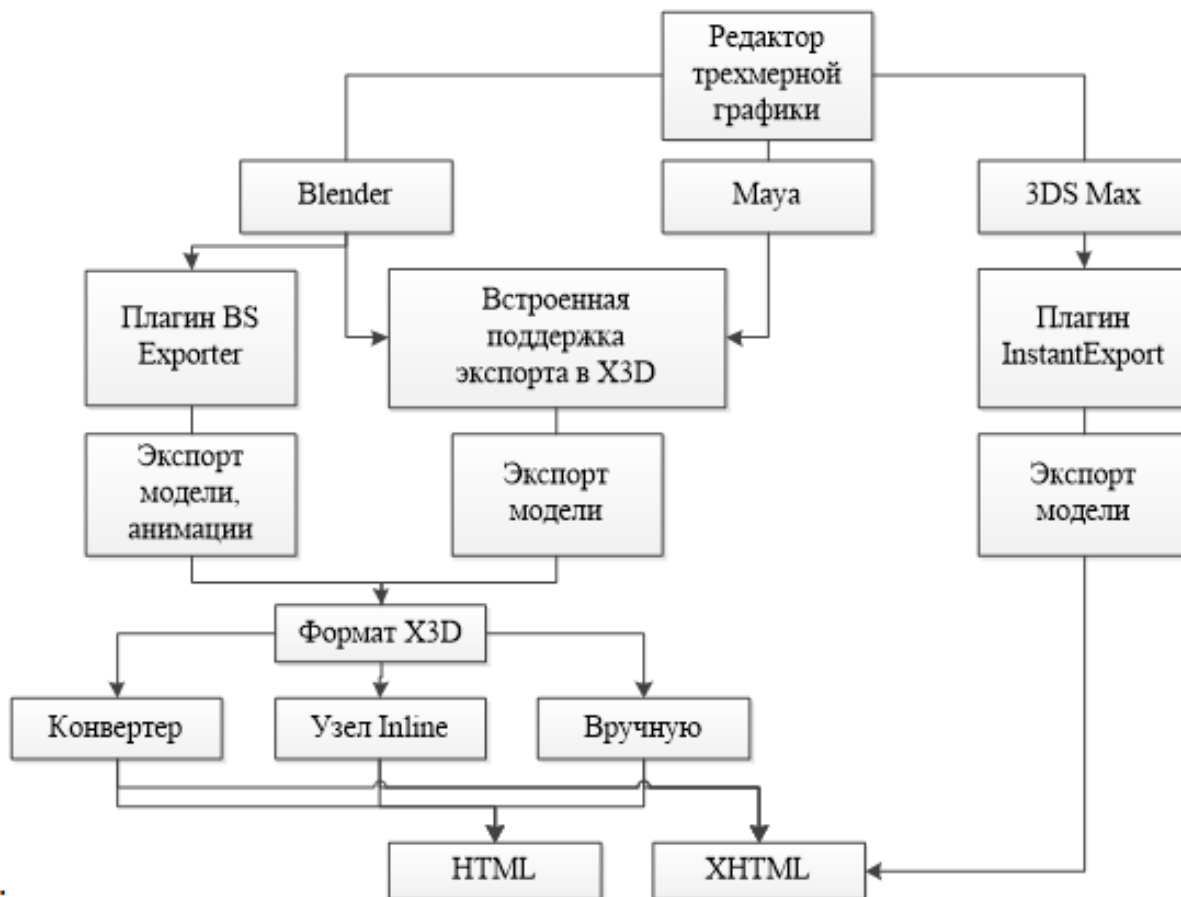 Редактор
трехмерной
графики
Blender
Maya
3DS Max
Плагин BS
Exporter
Встроенная
поддержка
экспорта в X3D
Плагин
InstantExport
Экспорт
модели,
анимации
Экспорт
модели
Экспорт
модели
Формат X3D
Конвертер
Узел Inline
Вручную
HTML
XHTML
.